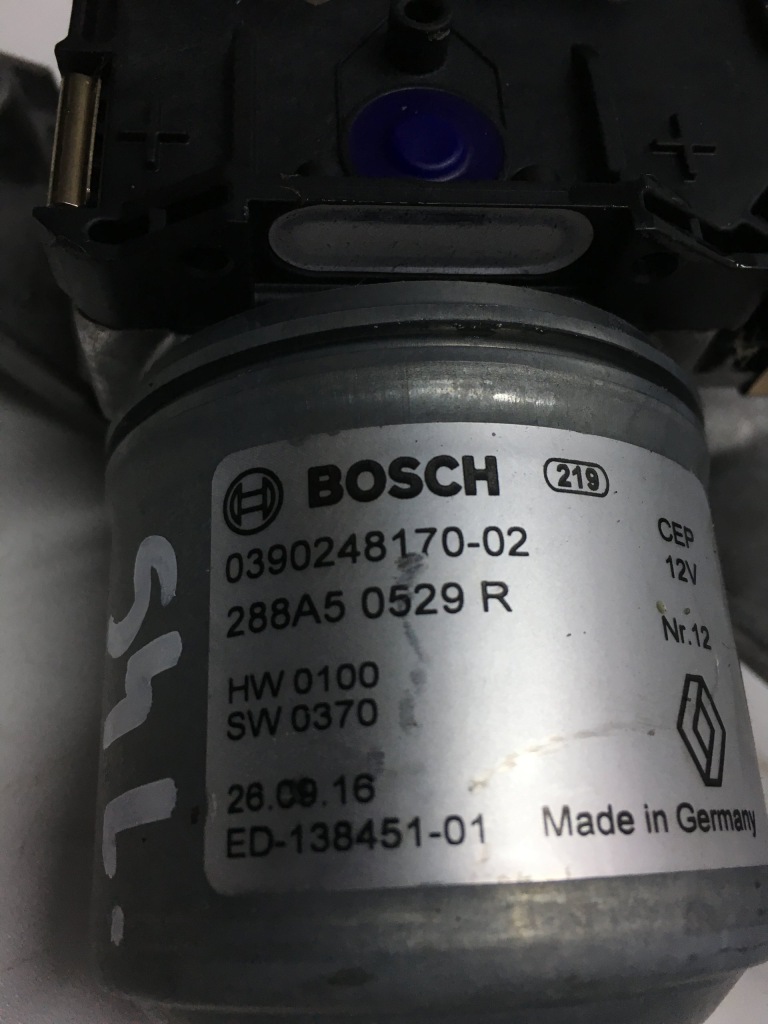 BOSCH 219
0390248170-02
CEP
12V
288A5 0529 R
Nr.12
HW 0100
SW 0370
26.09.16
ED-138451-01
Made in Germany